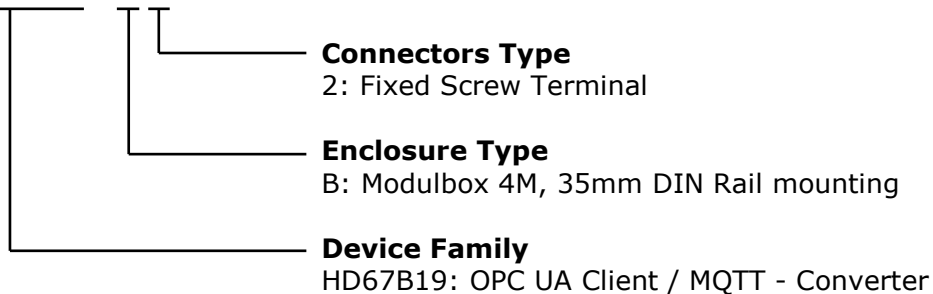 Connectors Type
2: Fixed Screw Terminal
Enclosure Type
B: Modulbox 4M, 35mm DIN Rail mounting
Device Family
HD67B19: OPC UA Client / MQTT - Converter